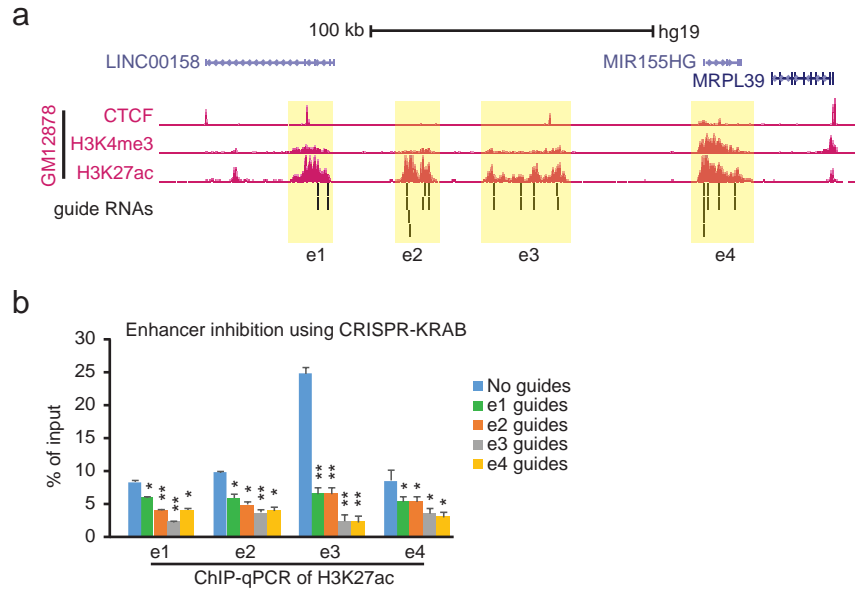 a
100 kb hg19
LINC00158 MIR155HG
MRPL39
GM12878
CTCF
H3K4me3
H3K27ac
guide RNAs
e1 e2 e3 e4
b
Enhancer inhibition using CRISPR-KRAB
% of input
30
25
20
15
10
5
0
No guides
e1 guides
e2 guides
e3 guides
e4 guides
* ** ** * * * ** * ** ** ** ** * * * *
e1 e2 e3 e4
ChIP-qPCR of H3K27ac